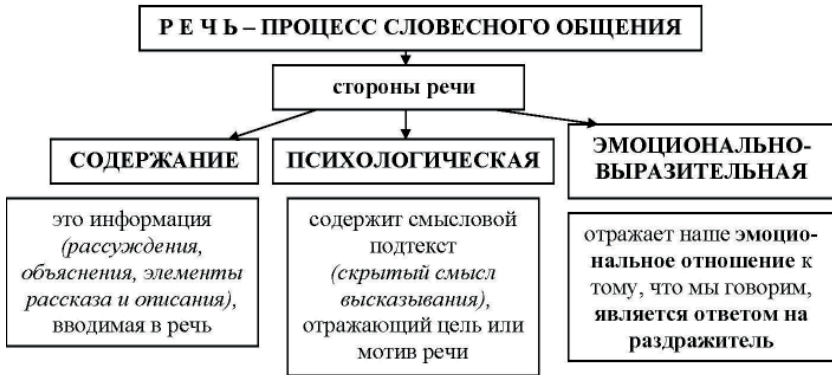 Р Е Ч Ь – ПРОЦЕСС СЛОВЕСНОГО ОБЩЕНИЯ
стороны речи
СОДЕРЖАНИЕ
ПСИХОЛОГИЧЕСКАЯ
ЭМОЦИОНАЛЬНО-
ВЫРАЗИТЕЛЬНАЯ
это информация
(рассуждения,
объяснения, элементы
рассказа и описания),
вводимая в речь
содержит смысловой
подтекст
(скрытый смысл
высказывания),
отражающий цель или
мотив речи
отражает наше эмоцио-
нальное отношение к
тому, что мы говорим,
является ответом на
раздражитель